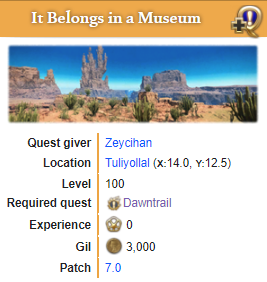 It Belongs in a Museum
Quest giver Zeycihan
Location Tuliyollal (X:14.0, Y:12.5)
Level 100
Required quest Dawntrail
Experience 0
Gil 3,000
Patch 7.0